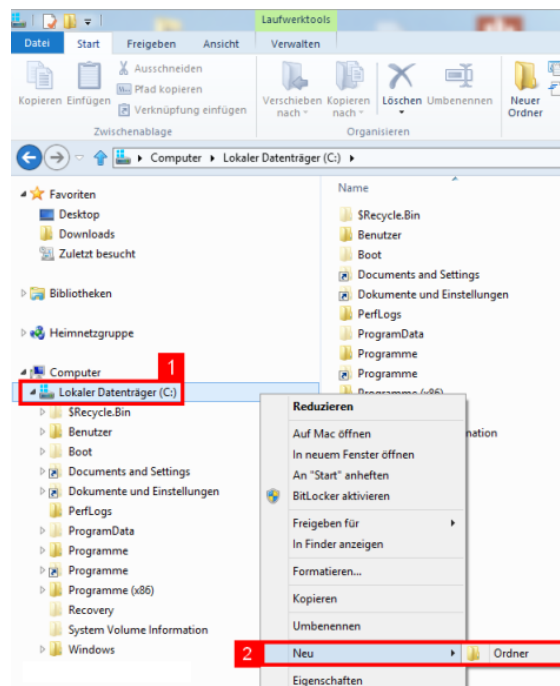 Laufwerktools
Datei Start Freigeben Ansicht Verwalten
Kopieren Einfügen
Ausschneiden
Pfad kopieren
Verknüpfung einfügen
Zwischenablage
Verschieben nach
Kopieren nach
Löschen
Umbenennen
Organisieren
Neuer Ordner
Computer Lokaler Datenträger (C:)
Favoriten
Desktop
Downloads
Zuletzt besucht
Bibliotheken
Heimnetzgruppe
Computer
1
Lokaler Datenträger (C:)
$Recycle.Bin
Benutzer
Boot
Documents and Settings
Dokumente und Einstellungen
PerfLogs
ProgramData
Programme
Programme
Programme (x86)
Recovery
System Volume Information
Windows
Name
$Recycle.Bin
Benutzer
Boot
Documents and Settings
Dokumente und Einstellungen
PerfLogs
ProgramData
Programme
Programme
Programme (x86)
Reduzieren
Auf Mac öffnen
In neuem Fenster öffnen
An "Start" anheften
BitLocker aktivieren
Freigeben für
In Finder anzeigen
Formatieren...
Kopieren
Umbenennen
2
Neu
Ordner
Eigenschaften